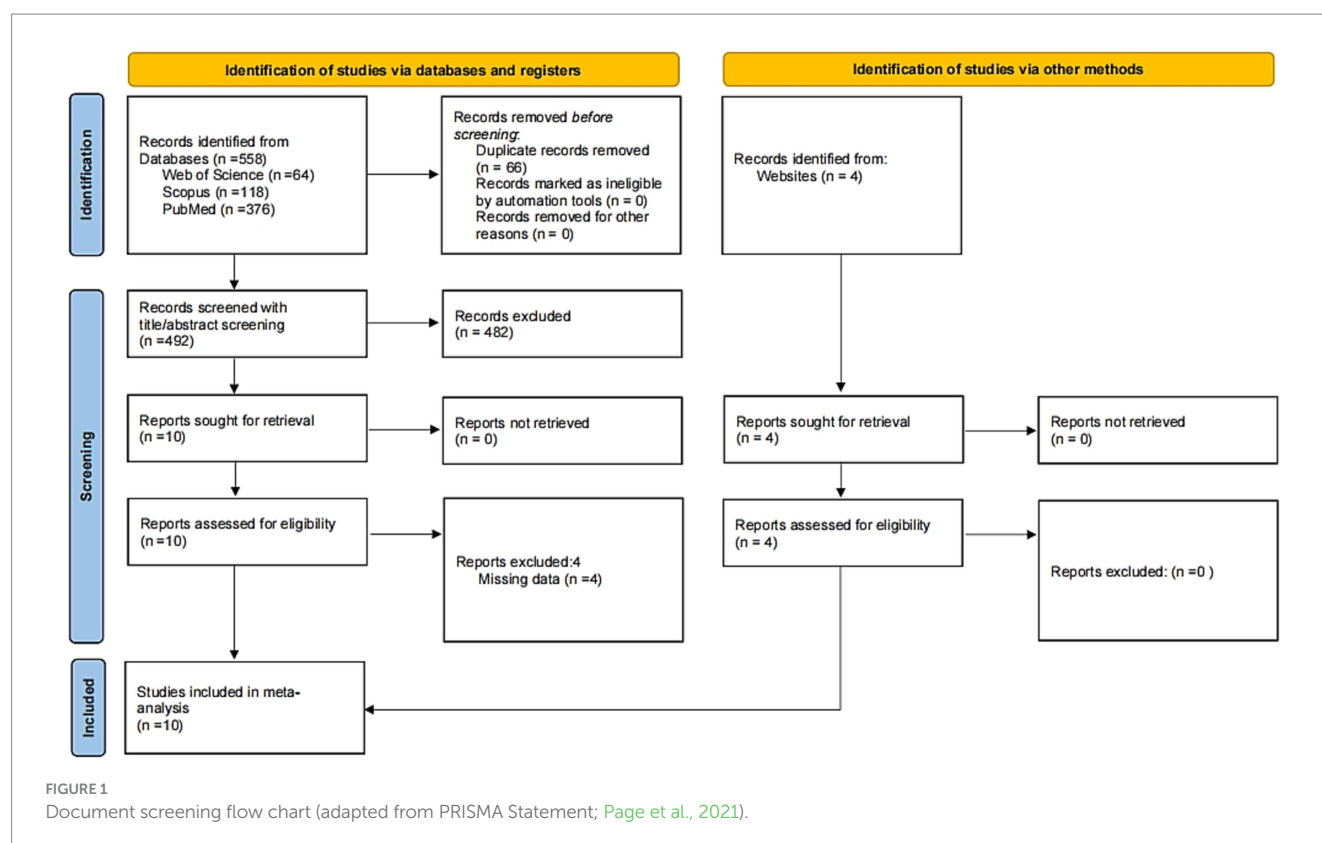 Identification of studies via databases and registers
Identification of studies via other methods
Identification
Records identified from
Databases (n =558)
Web of Science (n =64)
Scopus (n =118)
PubMed (n =376)
Records removed before
screening:
Duplicate records removed
(n = 66)
Records marked as ineligible
by automation tools (n = 0)
Records removed for other
reasons (n = 0)
Records identified from:
Websites (n = 4)
Screening
Records screened with
title/abstract screening
(n =492)
Records excluded
(n = 482)
Reports sought for retrieval
(n =10)
Reports not retrieved
(n = 0)
Reports sought for retrieval
(n = 4)
Reports not retrieved
(n = 0)
Reports assessed for eligibility
(n =10)
Reports excluded:4
Missing data (n =4)
Reports assessed for eligibility
(n = 4)
Reports excluded: (n =0 )
Included
Studies included in meta-
analysis
(n =10)
FIGURE 1
Document screening flow chart (adapted from PRISMA Statement; Page et al., 2021).